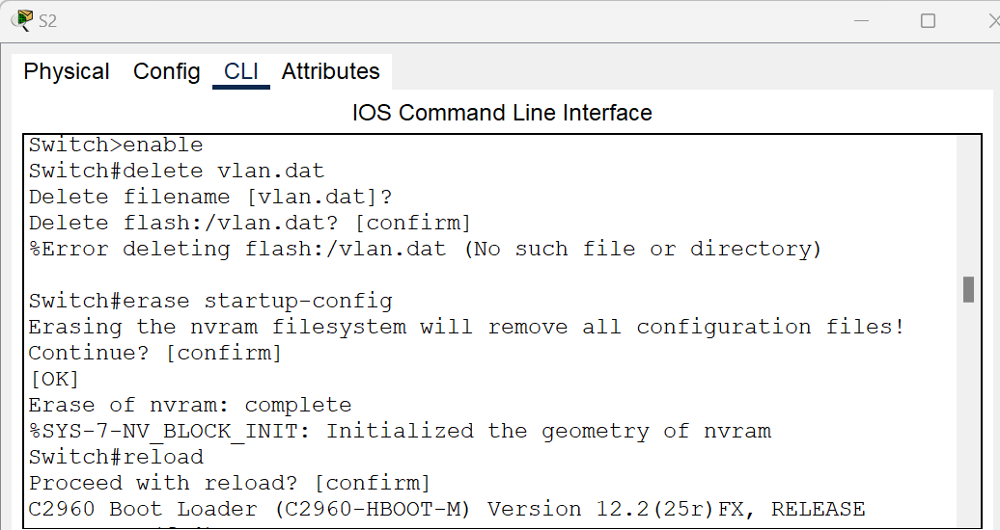 S2
Physical Config CLI Attributes
IOS Command Line Interface
Switch>enable
Switch#delete vlan.dat
Delete filename [vlan.dat]?
Delete flash:/vlan.dat? [confirm]
%Error deleting flash:/vlan.dat (No such file or directory)
Switch#erase startup-config
Erasing the nvram filesystem will remove all configuration files!
Continue? [confirm]
[OK]
Erase of nvram: complete
%SYS-7-NV_BLOCK_INIT: Initialized the geometry of nvram
Switch#reload
Proceed with reload? [confirm]
C2960 Boot Loader (C2960-HBOOT-M) Version 12.2(25r)FX, RELEASE